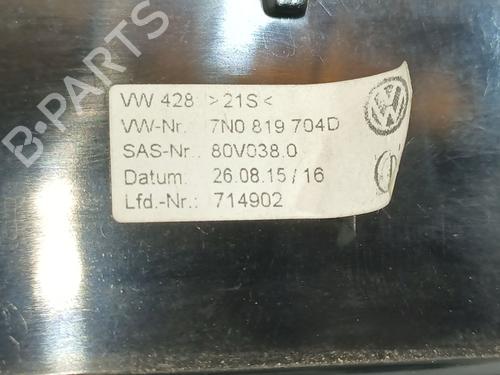 VW 428 >21S<
VW-Nr.: 7N0 819 704D
SAS-Nr.: 80V038.0
Datum: 26.08.15 / 16
Lfd.-Nr.: 714902
B-PARTS